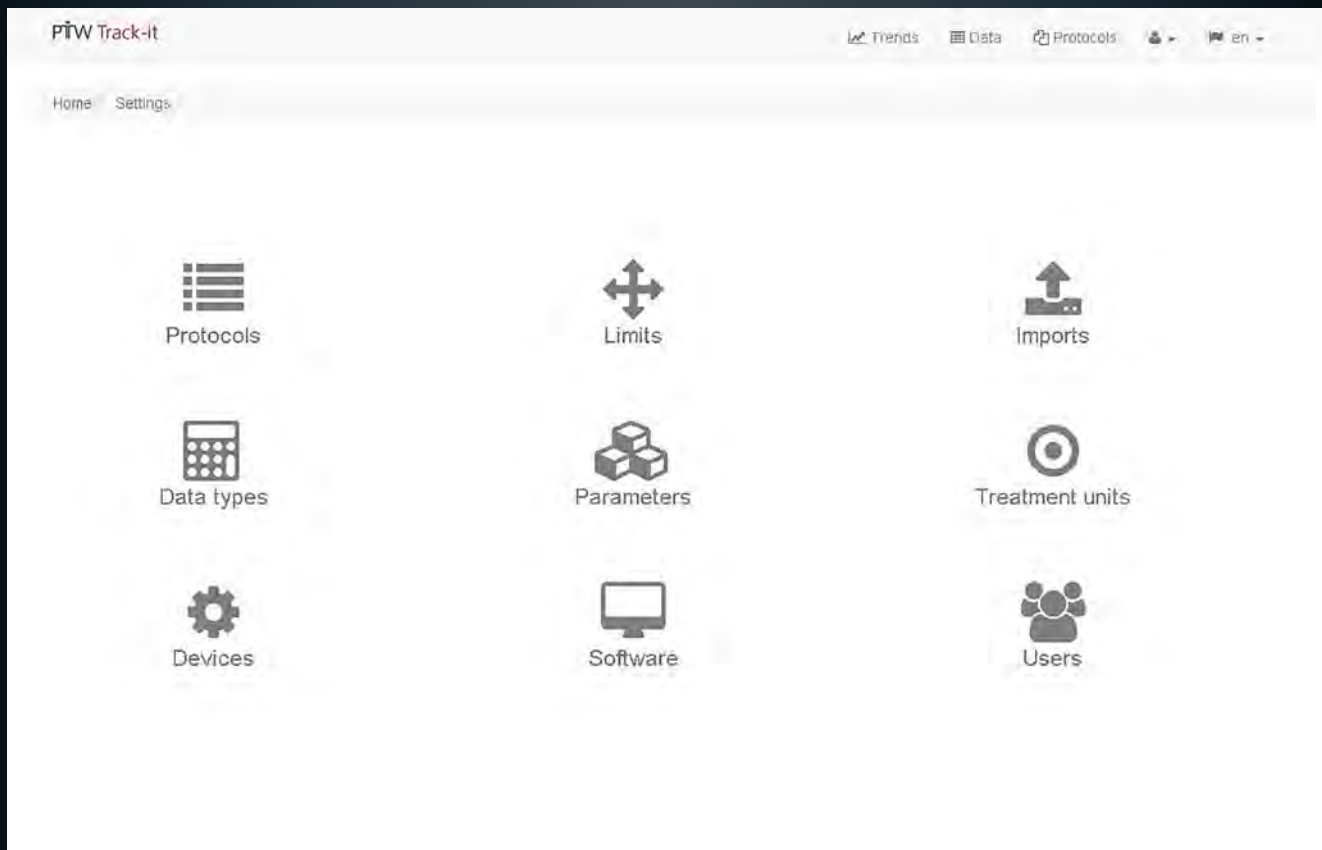 PTW Track-it
Trends Data Protocols en
Home Settings
Protocols Limits Imports
Data types Parameters Treatment units
Devices Software Users